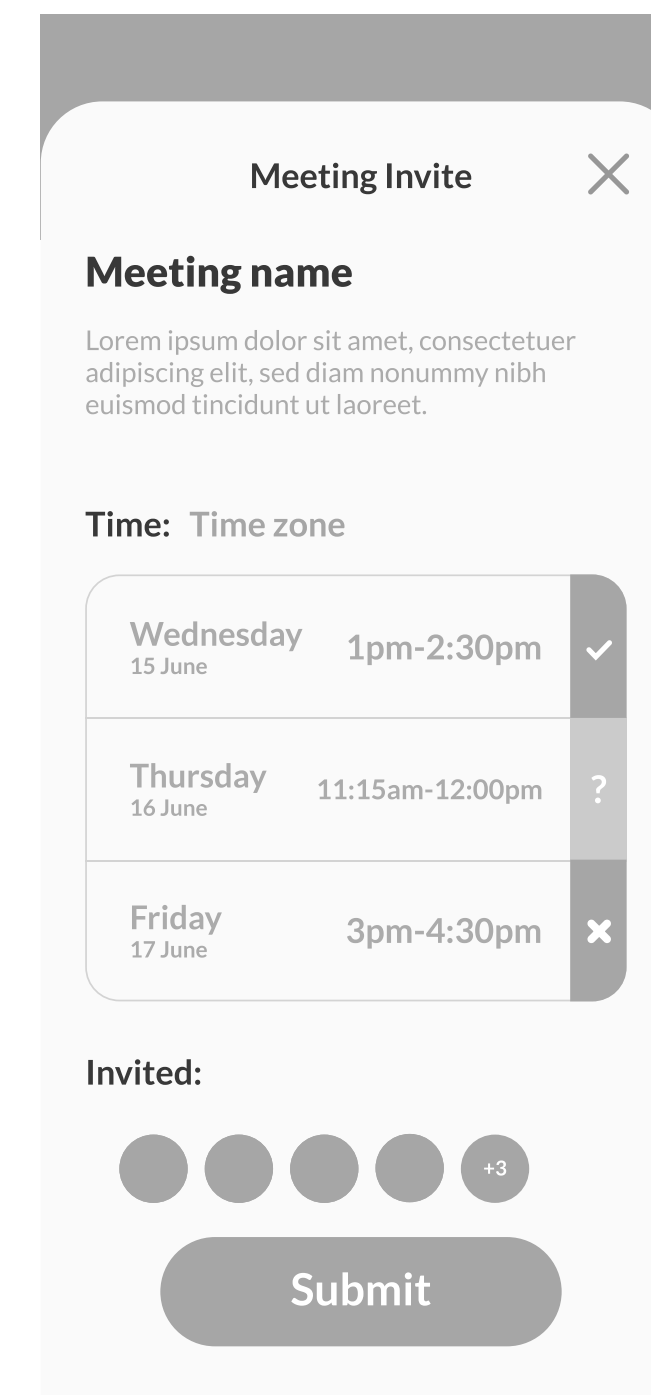 Meeting Invite
Meeting name
Lorem ipsum dolor sit amet, consectetuer
adipiscing elit, sed diam nonummy nibh
euismod tincidunt ut laoreet.
Time: Time zone
Wednesday 1pm-2:30pm
15 June
Thursday 11:15am-12:00pm ?
16 June
Friday 3pm-4:30pm
17 June
Invited:
+3
Submit